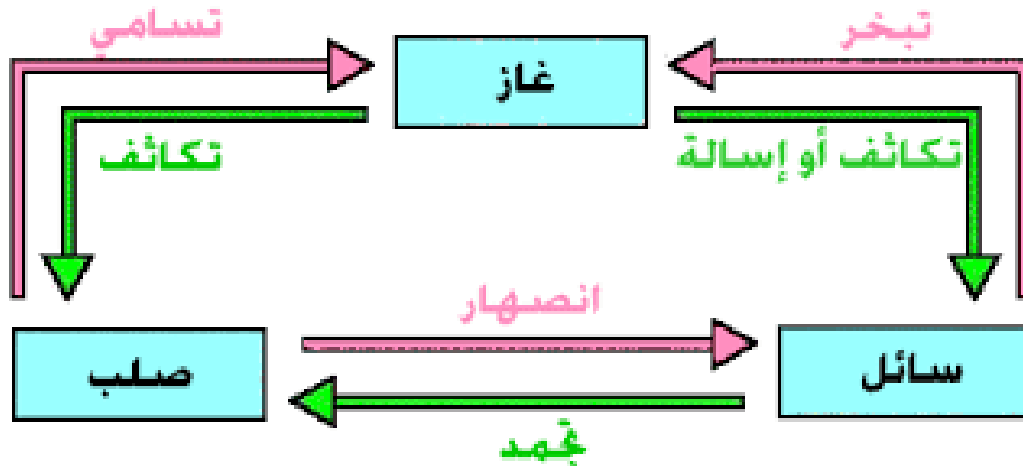 تبخر
تسامي
غاز
تكاثف أو إسالة
تكاثف
انصهار
سائل
صلب
تجمد